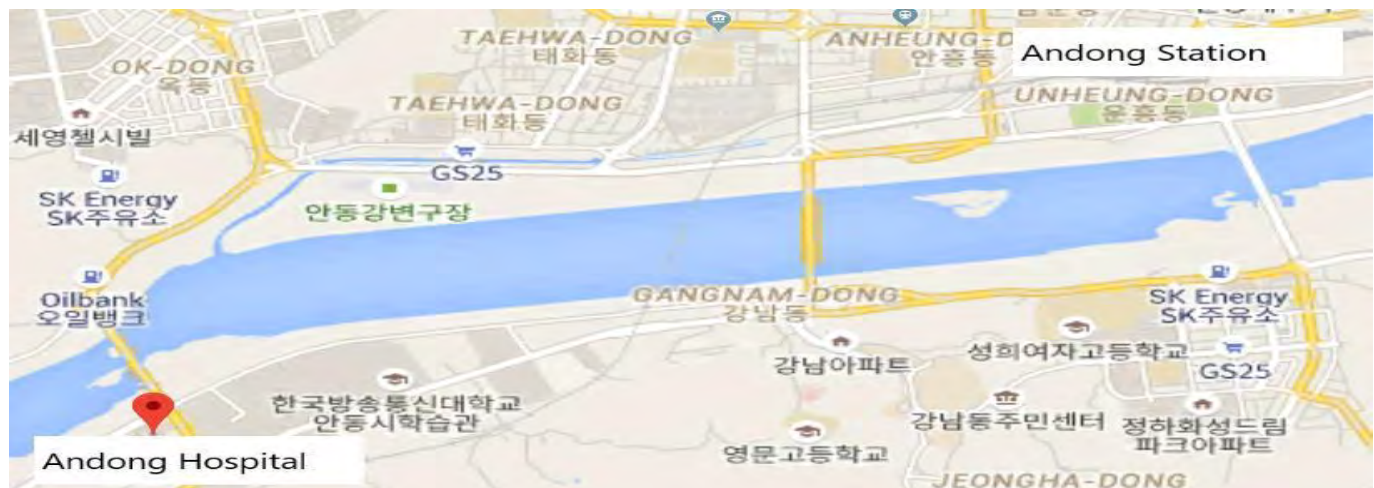 TAEHWA-DONG
태화동
ANHEUNG-D
안흥동
Andong Station
OK-DONG
옥동
TAEHWA-DONG
태화동
UNHEUNG-DONG
운흥동
세영첼시빌
GS25
SK Energy
SK주유소
안동강변구장
Oilbank
오일뱅크
GANGNAM-DONG
강남동
SK Energy
SK주유소
강남아파트
성희여자고등학교
GS25
한국방송통신대학교
안동시학습관
강남동주민센터
정하화성드림
파크아파트
영문고등학교
Andong Hospital
JEONGHA-DONG